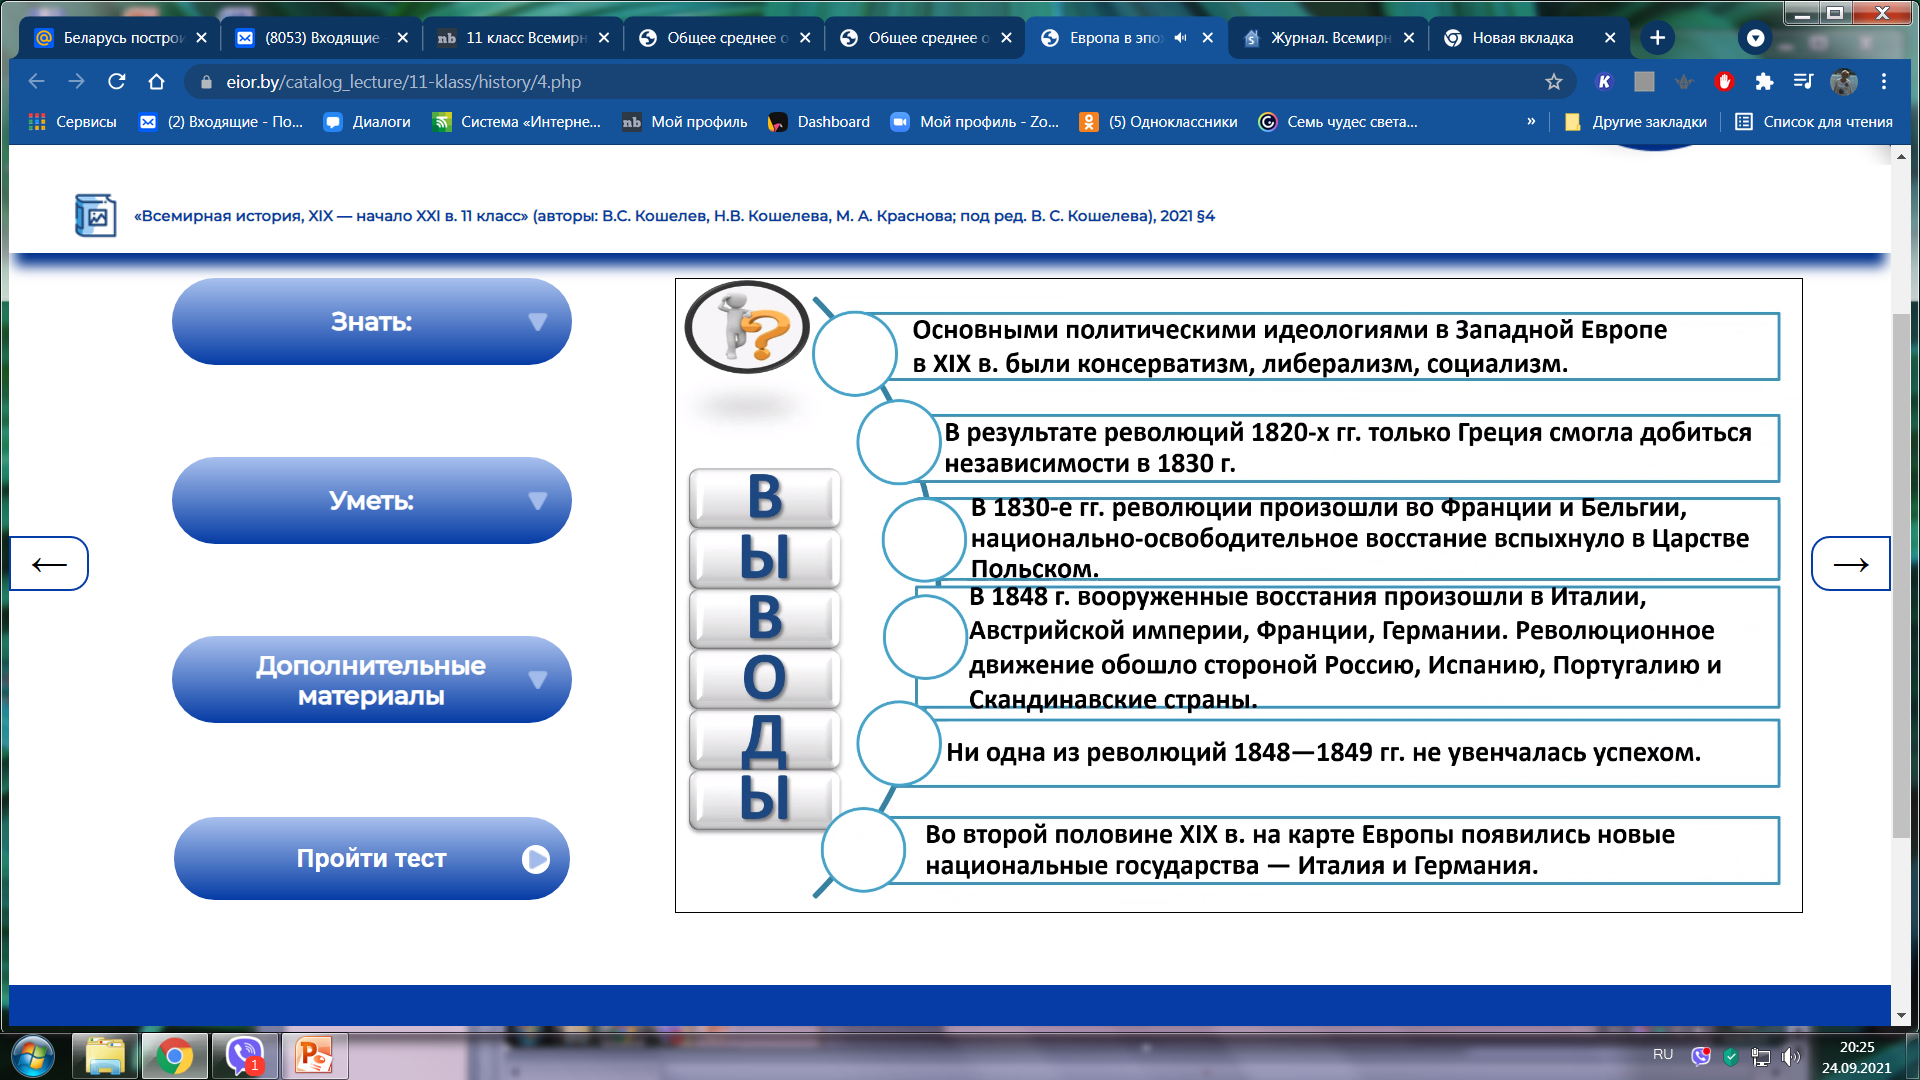 Беларусь построи
(8053) Входящие -
11 класс Всемирн
Общее среднее о
Общее среднее о
Европа в эпо
Журнал. Всемирн
Новая вкладка
eior.by/catalog_lecture/11-klass/history/4.php
Сервисы
(2) Входящие - По...
Диалоги
Система «Интерне...
Мой профиль
Dashboard
Мой профиль - Zo...
(5) Одноклассники
Семь чудес света...
»
Другие закладки
Список для чтения
«Всемирная история, XIX — начало XXI в. 11 класс» (авторы: В.С. Кошелев, Н.В. Кошелева, М. А. Краснова; под ред. В. С. Кошелева), 2021 §4
Знать:
Уметь:
Дополнительные
материалы
Пройти тест
←
→
В
Ы
В
О
Д
Ы
Основными политическими идеологиями в Западной Европе
в XIX в. были консерватизм, либерализм, социализм.
В результате революций 1820-х гг. только Греция смогла добиться
независимости в 1830 г.
В 1830-е гг. революции произошли во Франции и Бельгии,
национально-освободительное восстание вспыхнуло в Царстве
Польском.
В 1848 г. вооруженные восстания произошли в Италии,
Австрийской империи, Франции, Германии. Революционное
движение обошло стороной Россию, Испанию, Португалию и
Скандинавские страны.
Ни одна из революций 1848—1849 гг. не увенчалась успехом.
Во второй половине XIX в. на карте Европы появились новые
национальные государства — Италия и Германия.
1
RU
20:25
24.09.2021